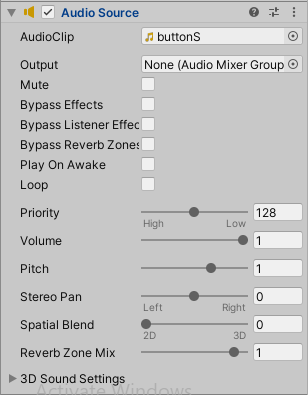 Audio Source
AudioClip buttonS
Output None (Audio Mixer Group
Mute
Bypass Effects
Bypass Listener Effec
Bypass Reverb Zones
Play On Awake
Loop
Priority 128
High Low
Volume 1
Pitch 1
Stereo Pan 0
Left Right
Spatial Blend 0
2D 3D
Reverb Zone Mix 1
3D Sound Settings
Activate Windows